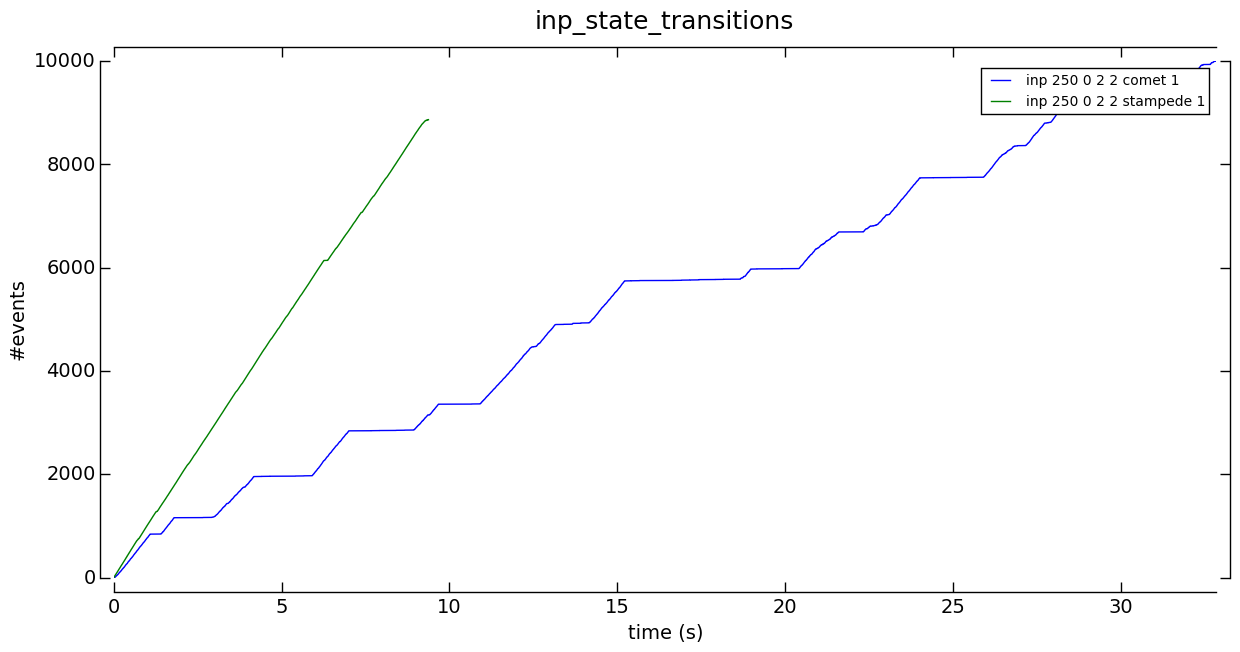 inp_state_transitions
10000
8000
6000
4000
2000
0
#events
inp 250 0 2 2 comet 1
inp 250 0 2 2 stampede 1
0 5 10 15 20 25 30
time (s)